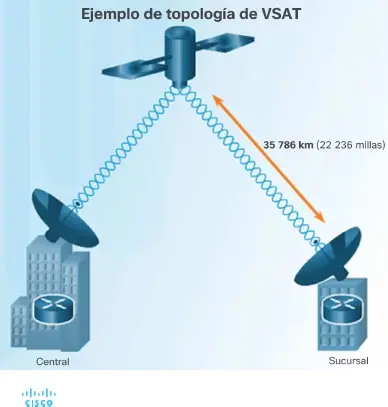 Ejemplo de topología de VSAT
35 786 km (22 236 millas)
Central
Sucursal
CISCO